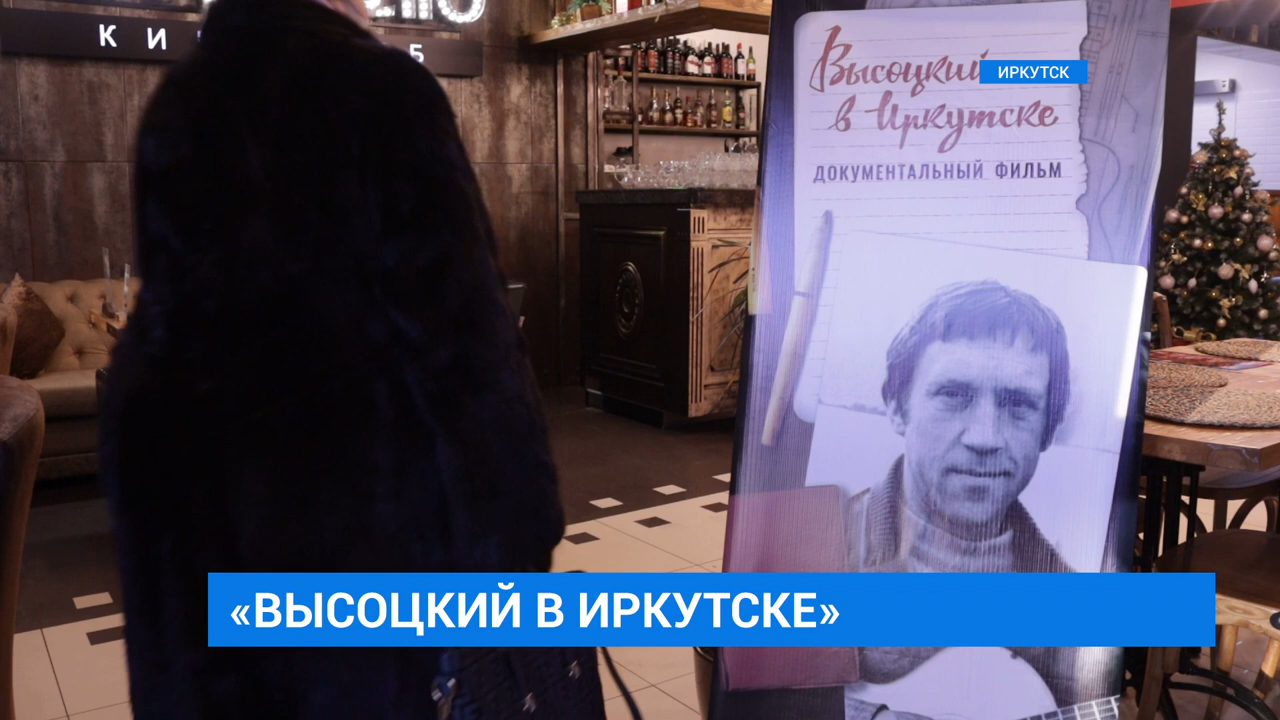 Высоцкий
ИРКУТСК
в Иркутске
ДОКУМЕНТАЛЬНЫЙ ФИЛЬМ
«ВЫСОЦКИЙ В ИРКУТСКЕ»